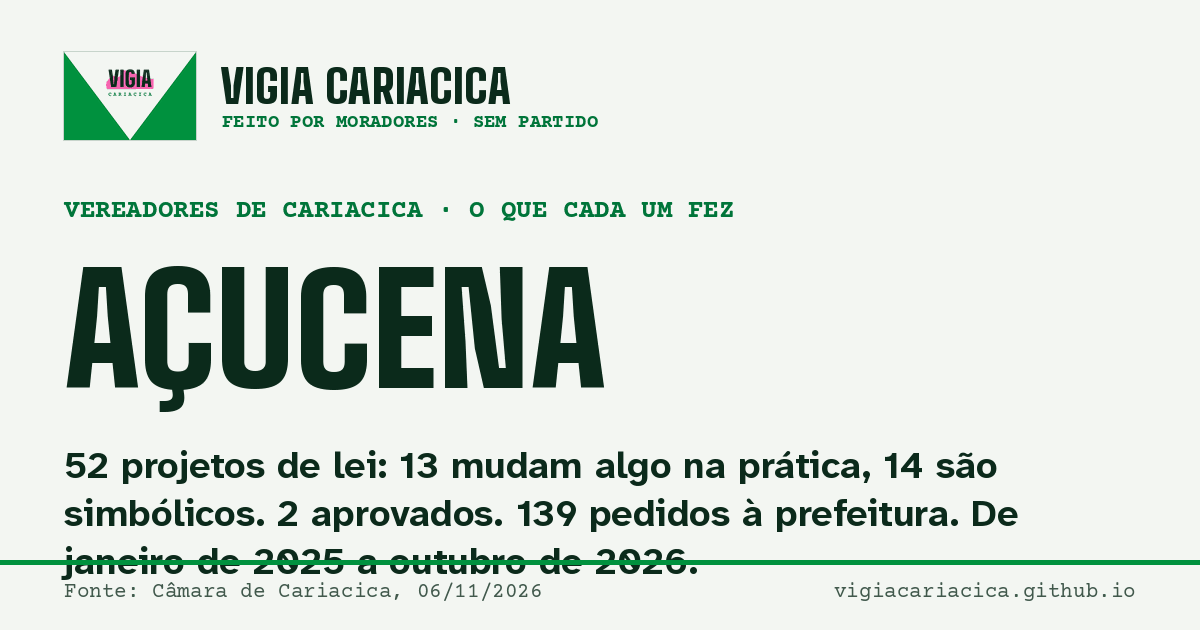 VIGIA
CARIACICA
VIGIA CARIACICA
FEITO POR MORADORES · SEM PARTIDO
VEREADORES DE CARIACICA · O QUE CADA UM FEZ
AÇUCENA
52 projetos de lei: 13 mudam algo na prática, 14 são
simbólicos. 2 aprovados. 139 pedidos à prefeitura. De
janeiro de 2025 a outubro de 2026.
Fonte: Câmara de Cariacica, 06/11/2026
vigiacariacica.github.io